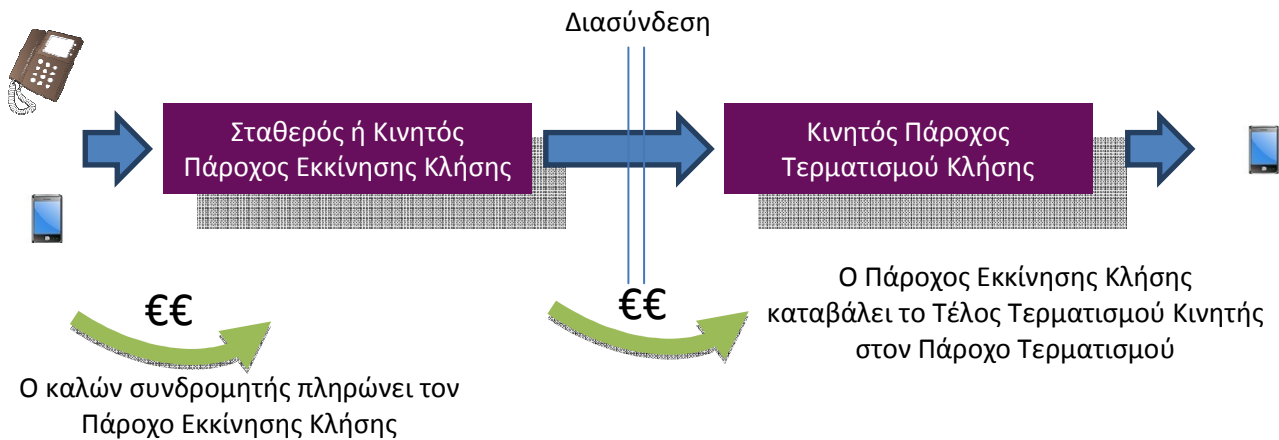 Διασύνδεση
Σταθερός ή Κινητός
Πάροχος Εκκίνησης Κλήσης
Κινητός Πάροχος
Τερματισμού Κλήσης
€€
Ο καλών συνδρομητής πληρώνει τον
Πάροχο Εκκίνησης Κλήσης
€€
Ο Πάροχος Εκκίνησης Κλήσης
καταβάλει το Τέλος Τερματισμού Κινητής
στον Πάροχο Τερματισμού